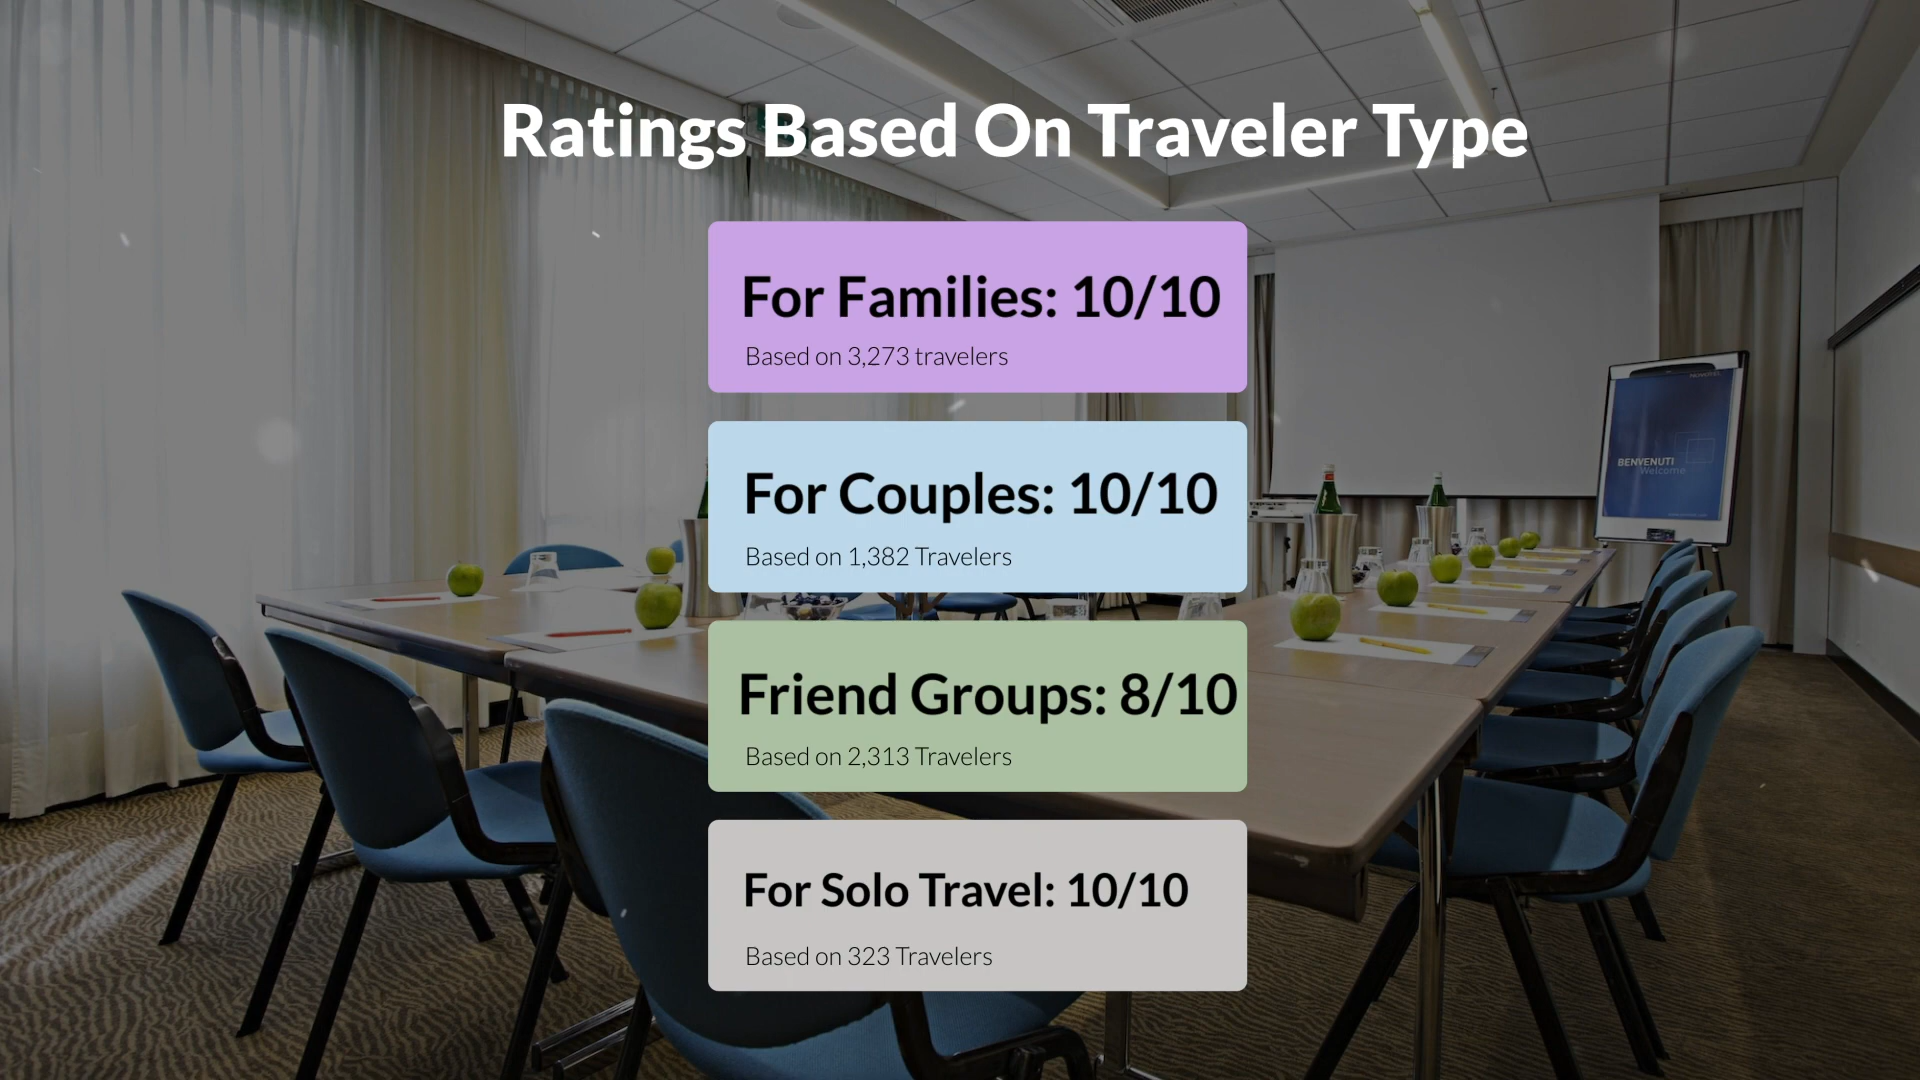 Ratings Based On Traveler Type
For Families: 10/10
Based on 3,273 travelers
For Couples: 10/10
Based on 1,382 Travelers
BENVENUTI
Welcome
Friend Groups: 8/10
Based on 2,313 Travelers
For Solo Travel: 10/10
Based on 323 Travelers